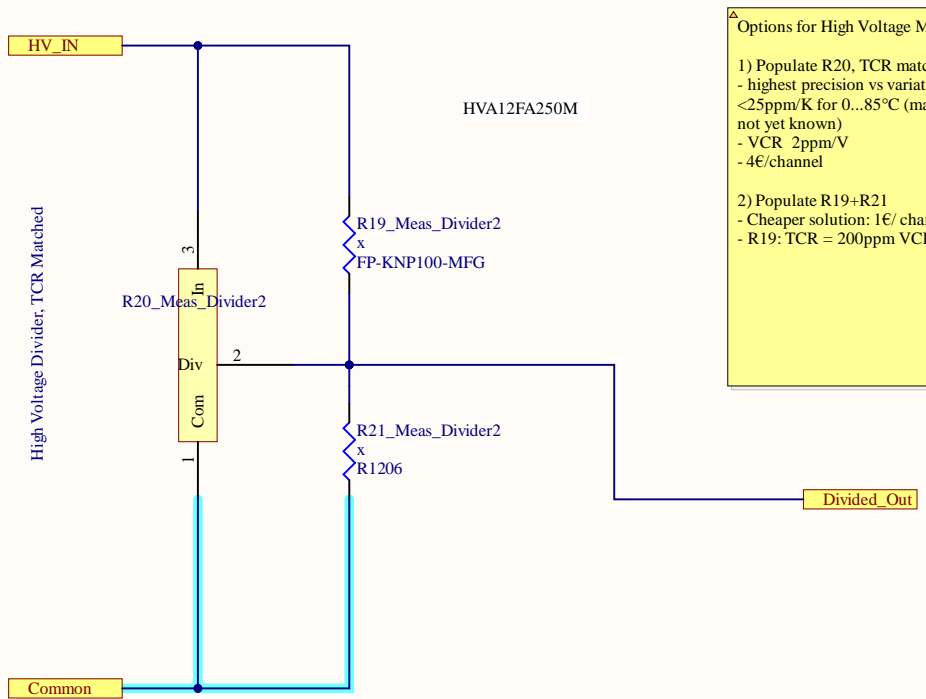 HV_IN
Options for High Voltage M
1) Populate R20, TCR matc
- highest precision vs variat
<25ppm/K for 0...85°C (ma
not yet known)
- VCR  2ppm/V
- 4€/channel
2) Populate R19+R21
- Cheaper solution: 1€/ cha
- R19: TCR = 200ppm VC
HVA12FA250M
High Voltage Divider, TCR Matched
R19_Meas_Divider2
x
FP-KNP100-MFG
3
In
R20_Meas_Divider2
Div
2
Com
1
R21_Meas_Divider2
x
R1206
Divided_Out
Common